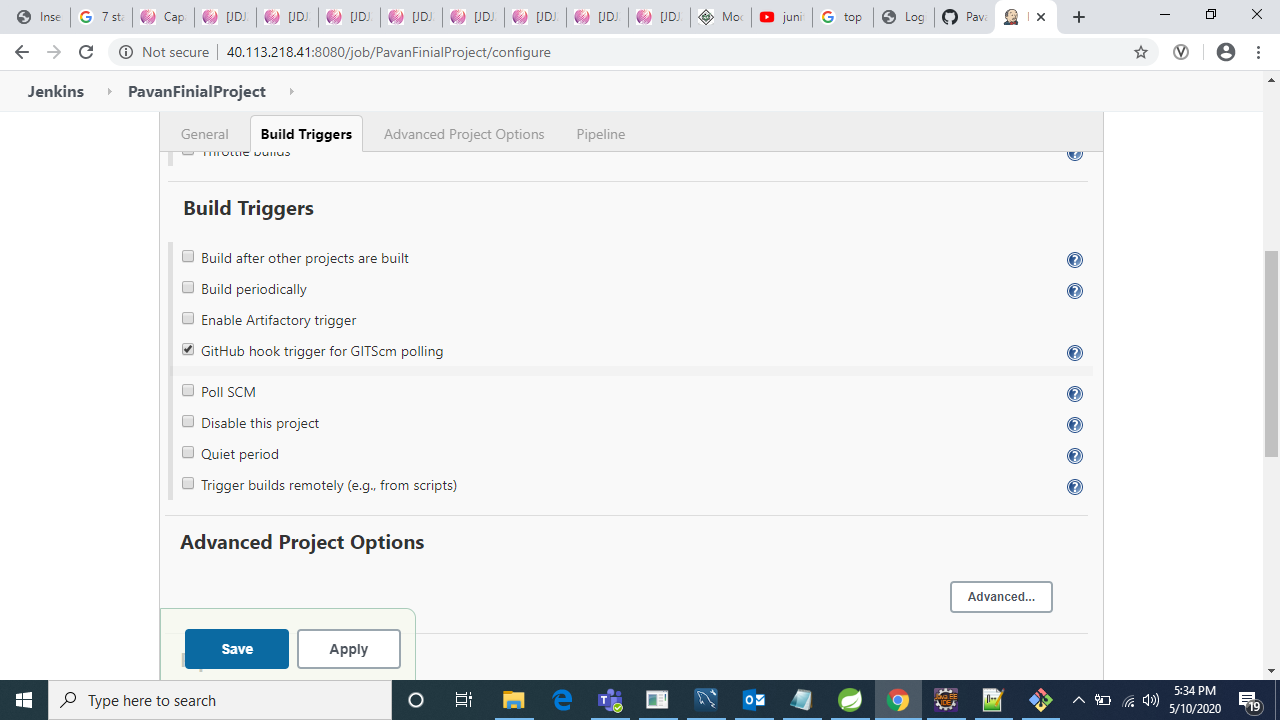 Inse
7 st
Cap
[JDJ
[JDJ
[JD.
[JDJ
[JDJ
[JDJ
[JDJ
[JDJ
Moc
juni
top
Log
Pava
Not secure
40.113.218.41:8080/job/PavanFinialProject/configure
Jenkins
PavanFinialProject
General
Build Triggers
Advanced Project Options
Pipeline
Throttle builds
Build Triggers
Build after other projects are built
Build periodically
Enable Artifactory trigger
GitHub hook trigger for GITScm polling
Poll SCM
Disable this project
Quiet period
Trigger builds remotely (e.g., from scripts)
Advanced Project Options
Advanced...
Save
Apply
Type here to search
5:34 PM
5/10/2020
19